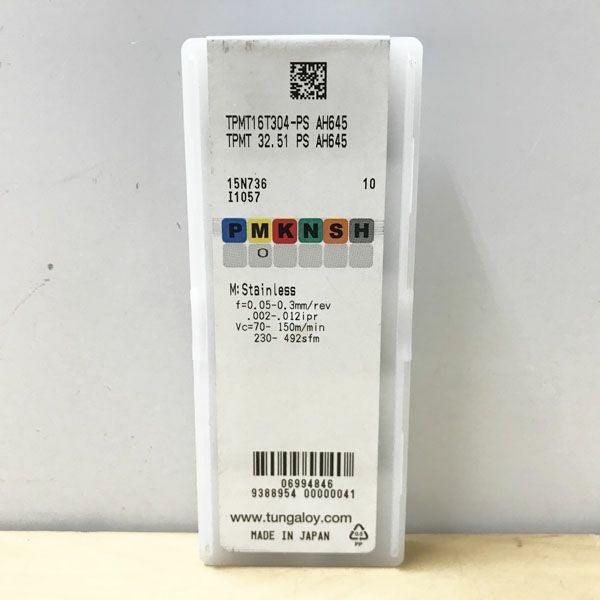 TPMT16T304-PS AH645
TPMT 32.51 PS AH645
15N736 10
I1057
P M K N S H
O
M:Stainless
f=0.05-0.3mm/rev
.002-.012ipr
Vc=70- 150m/min
230- 492sfm
06994846
9388954 00000041
www.tungaloy.com
MADE IN JAPAN
PP